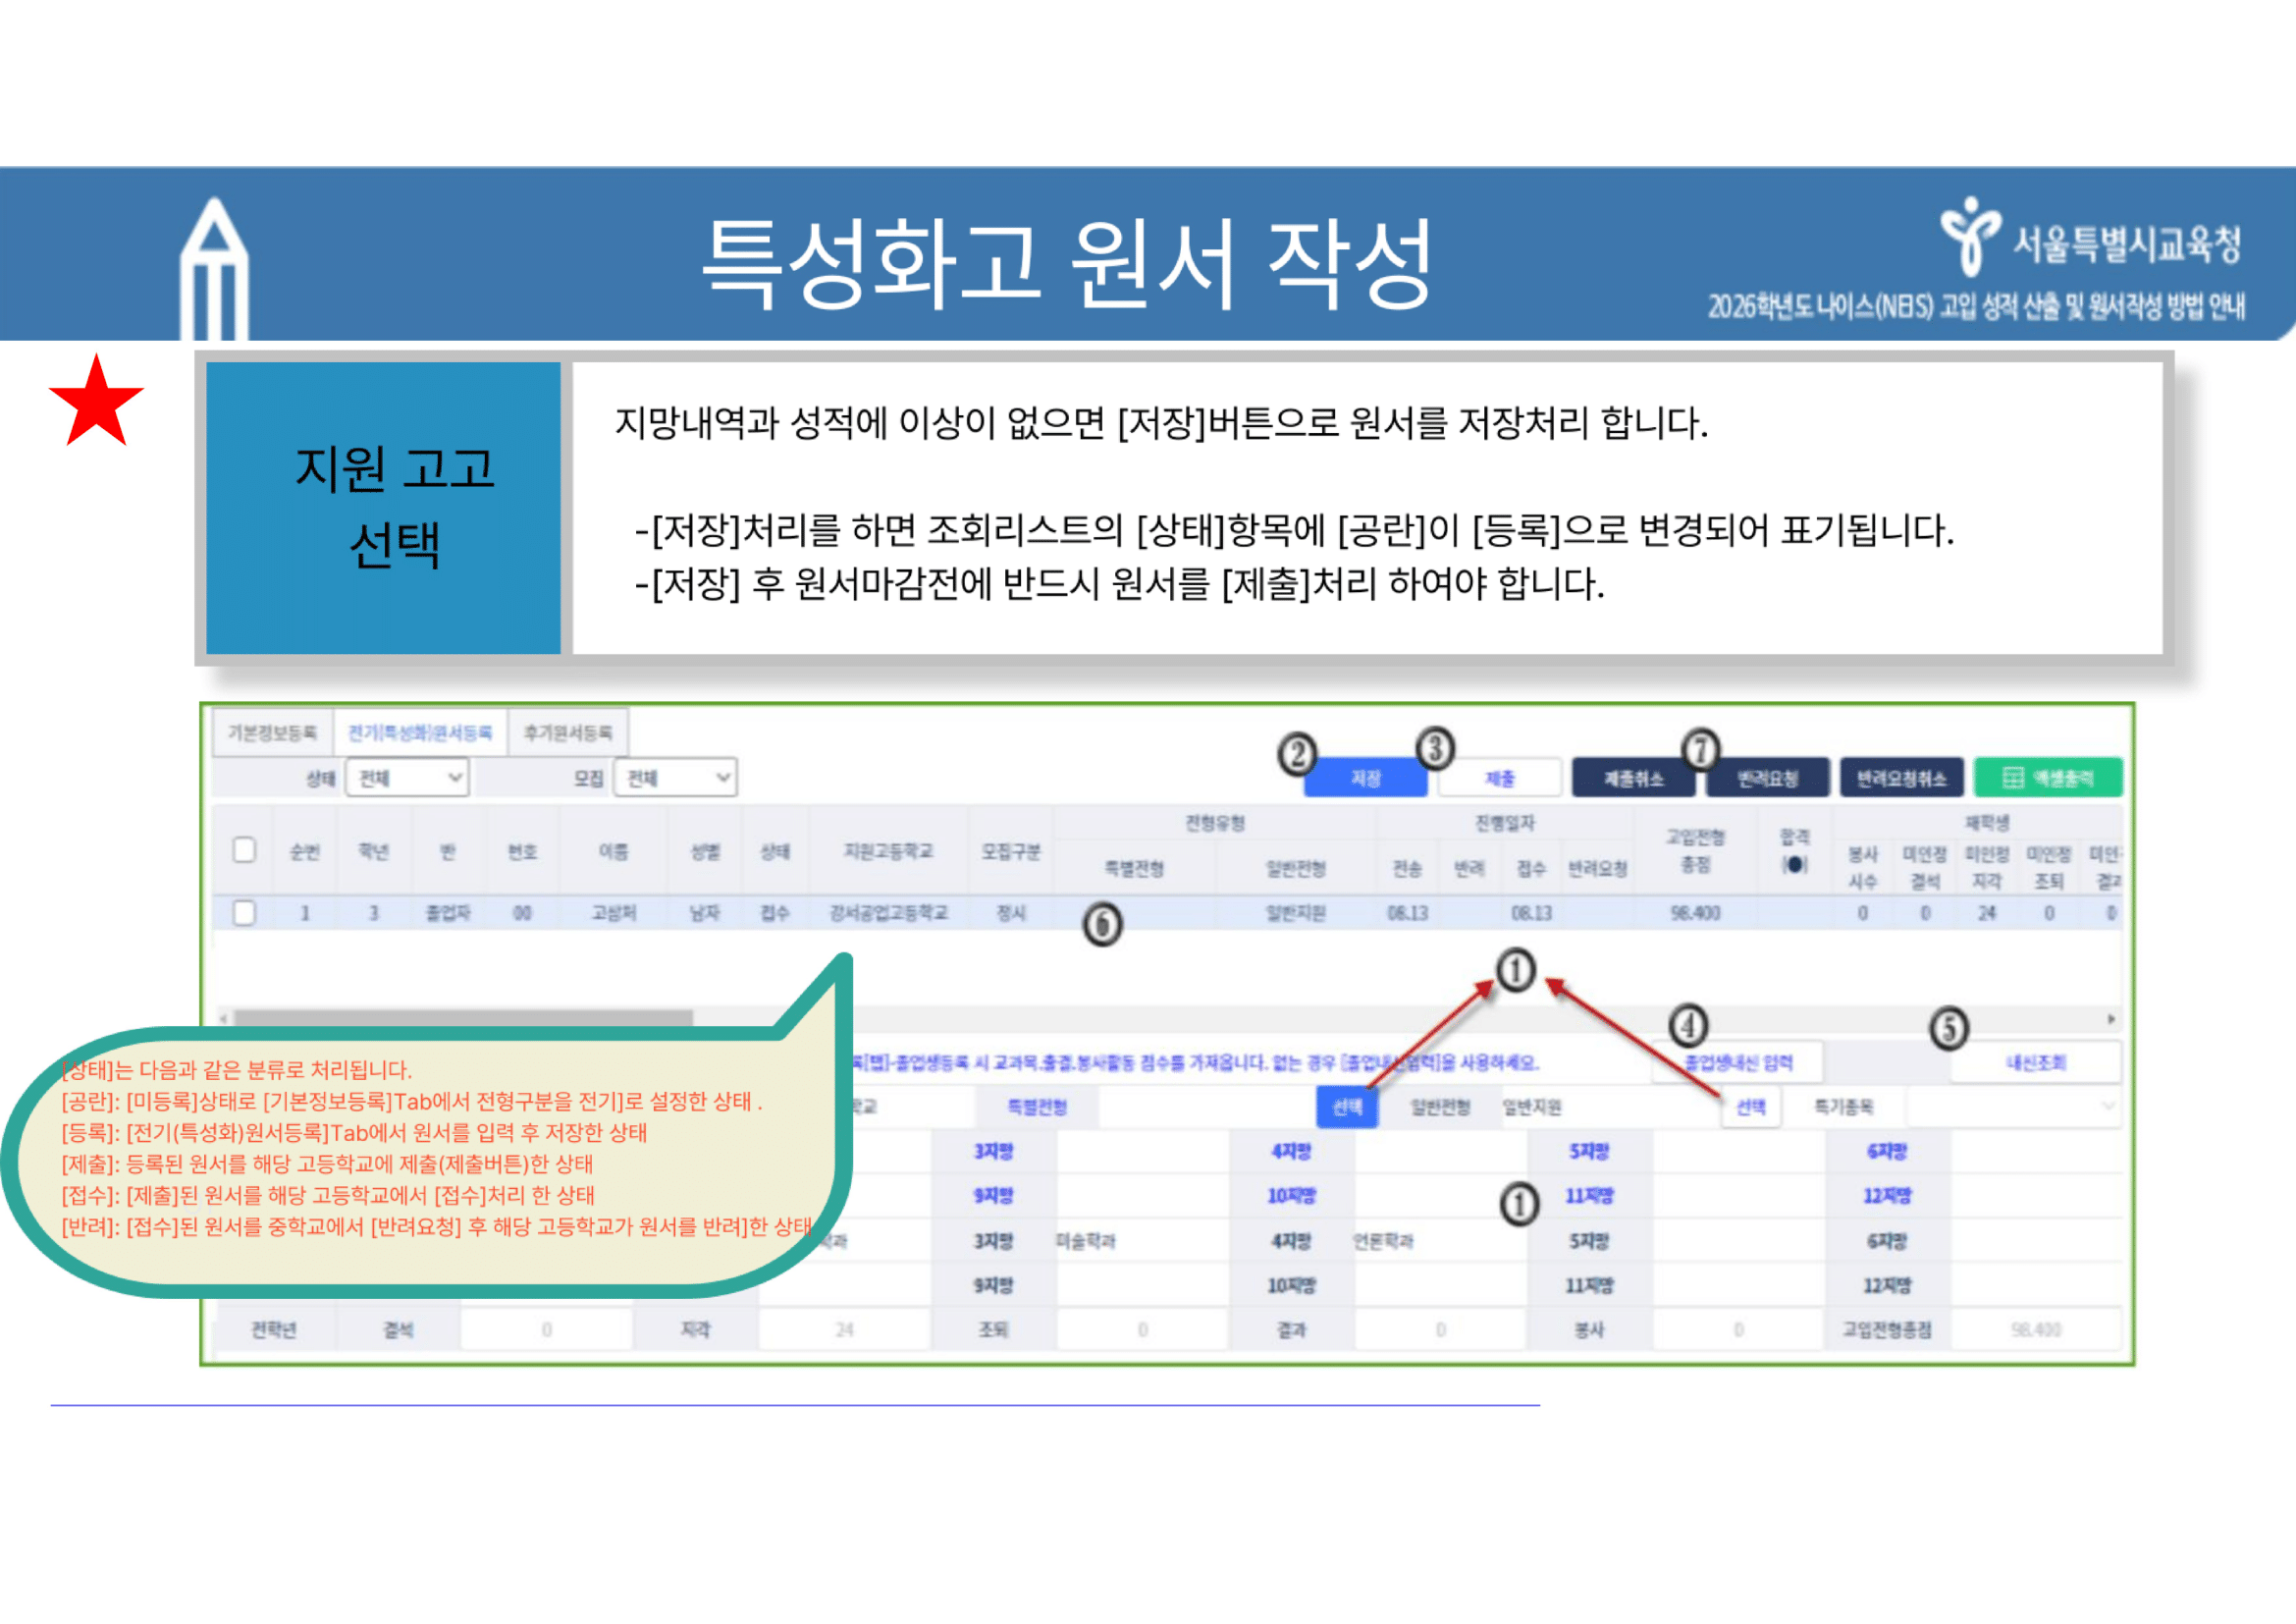 특성화고 원서 작성
서울특별시교육청
2026학년도 나이스(NEIS) 고입 성적 산출 및 원서작성 방법 안내
지원 고고
선택
지망내역과 성적에 이상이 없으면 [저장]버튼으로 원서를 저장처리 합니다.
-[저장]처리를 하면 조회리스트의 [상태]항목에 [공란]이 [등록]으로 변경되어 표기됩니다.
-[저장] 후 원서마감전에 반드시 원서를 [제출]처리 하여야 합니다.
기본정보등록 전기(특성화)원서등록 후기원서등록
② ③ ⑦
상태 전체 모집 전체 저장 제출 제출취소 반려요청 반려요청취소 엑셀출력
전형유형 진행일자 재학생
순번 학년 반 번호 이름 성별 상태 지원고등학교 모집구분 고입전형 합격
특별전형 일반전형 전송 반려 접수 반려요청 총점 (●) 봉사 미인정 미인정 미인정 미인
시수 결석 지각 조퇴 결과
1 3 졸업자 00 고삼처 남자 접수 강서공업고등학교 정시 일반지원 08.13 08.13 98.400 0 0 24 0 0
⑥
①
④ ⑤
록[탭]-졸업생등록 시 교과목.출결.봉사활동 점수를 가져옵니다. 없는 경우 [졸업내신입력]을 사용하세요. 졸업생내신 입력 내신조회
학교 특별전형 선택 일반전형 일반지원 선택 특기종목
3지망 4지망 5지망 6지망
9지망 10지망 ① 11지망 12지망
학과 3지망 미술학과 4지망 언론학과 5지망 6지망
9지망 10지망 11지망 12지망
전학년 결석 0 지각 24 조퇴 0 결과 0 봉사 0 고입전형총점 98.400
[상태]는 다음과 같은 분류로 처리됩니다.
[공란]: [미등록]상태로 [기본정보등록]Tab에서 전형구분을 전기]로 설정한 상태 .
[등록]: [전기(특성화)원서등록]Tab에서 원서를 입력 후 저장한 상태
[제출]: 등록된 원서를 해당 고등학교에 제출(제출버튼)한 상태
[접수]: [제출]된 원서를 해당 고등학교에서 [접수]처리 한 상태
[반려]: [접수]된 원서를 중학교에서 [반려요청] 후 해당 고등학교가 원서를 반려]한 상태